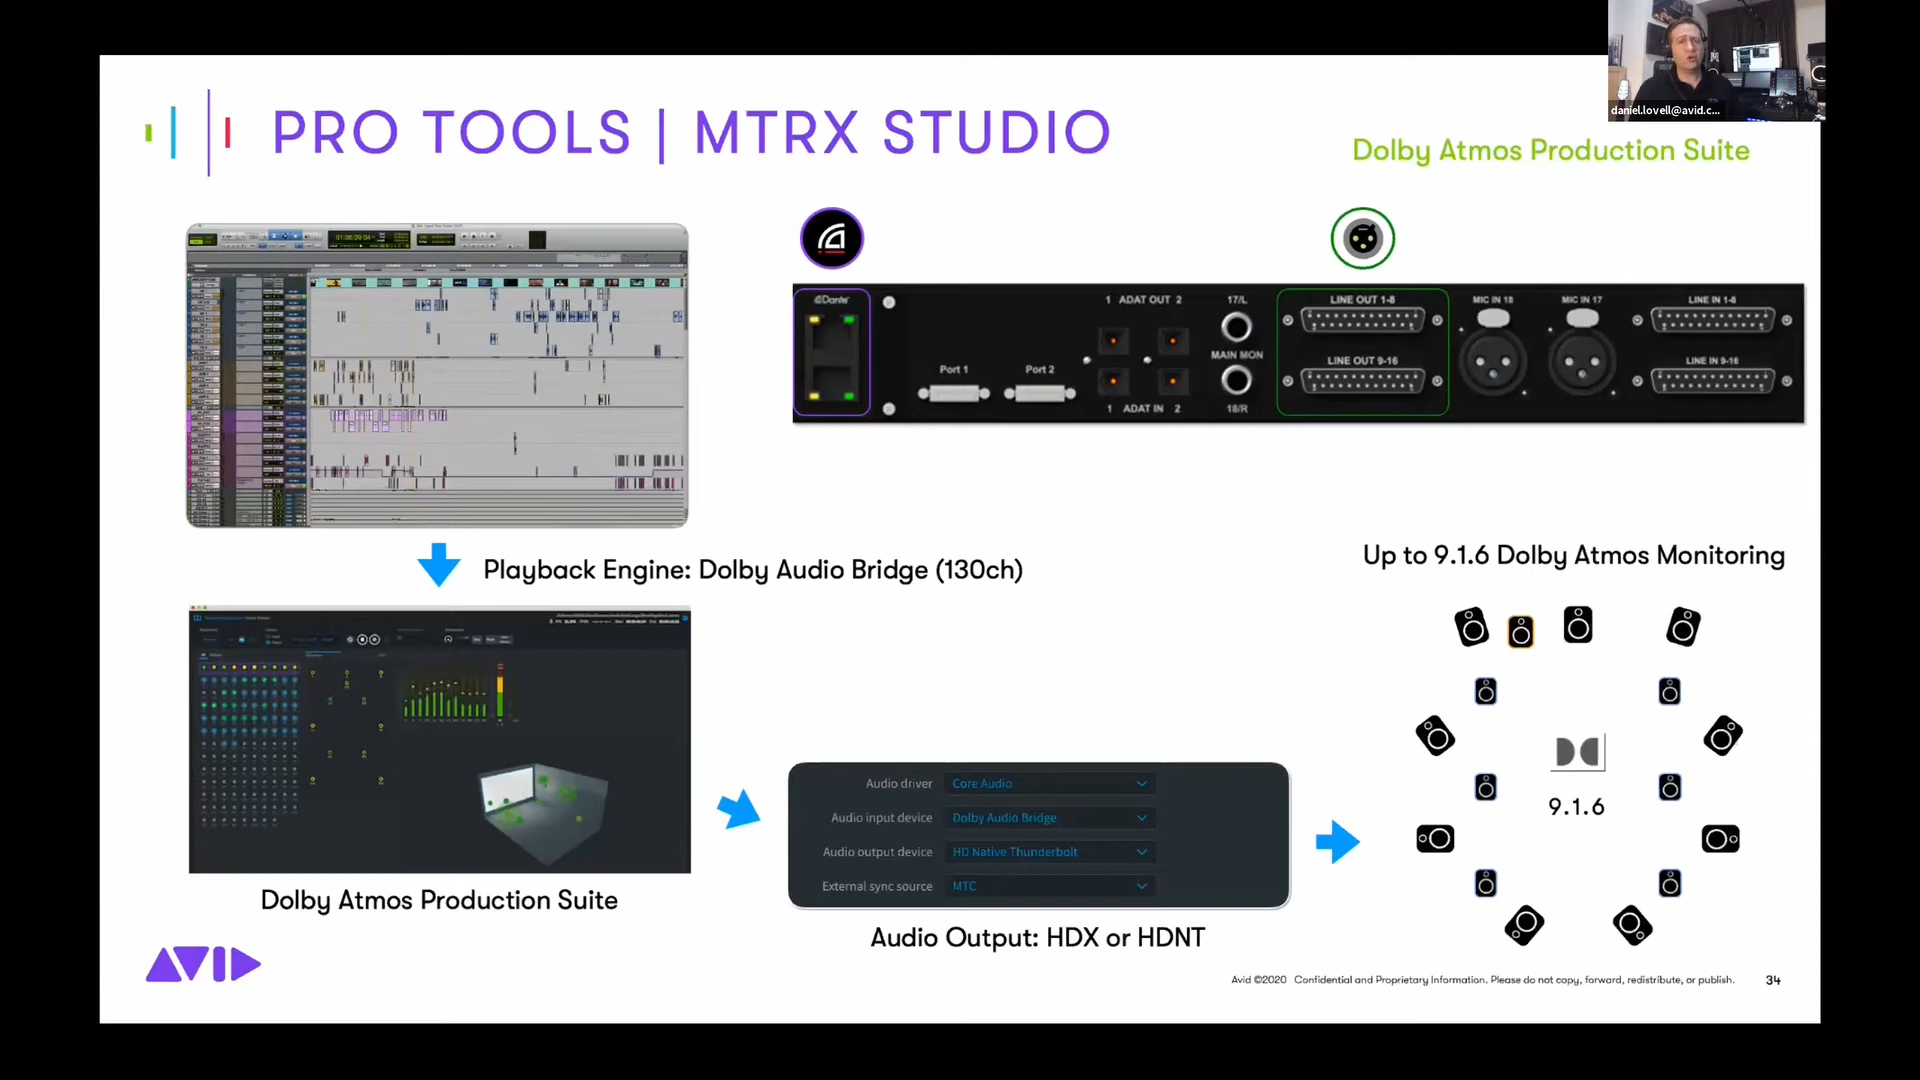 daniel.lovell@avid.c...
PRO TOOLS | MTRX STUDIO
Dolby Atmos Production Suite
01:06:09:04
Dante
1 ADAT OUT 2
17/L
LINE OUT 1-8
MIC IN 18
MIC IN 17
LINE IN 1-8
MAIN MON
LINE OUT 9-16
LINE IN 9-16
Port 1
Port 2
1 ADAT IN 2
18/R
Playback Engine: Dolby Audio Bridge (130ch)
Up to 9.1.6 Dolby Atmos Monitoring
Audio driver Core Audio
Audio input device Dolby Audio Bridge
Audio output device HD Native Thunderbolt
External sync source MTC
9.1.6
Dolby Atmos Production Suite
Audio Output: HDX or HDNT
AVID
Avid ©2020 Confidential and Proprietary Information. Please do not copy, forward, redistribute, or publish.
34